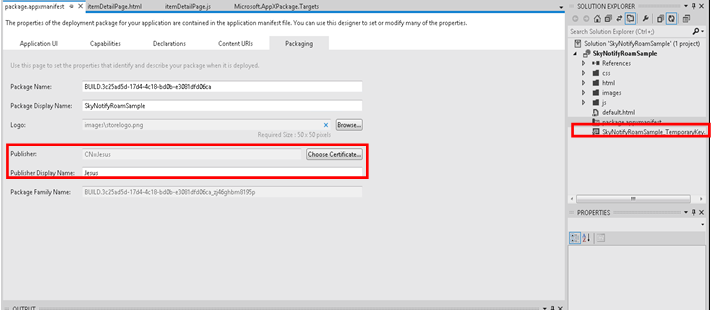 package.appxmanifest itemDetailPage.html itemDetailPage.js Microsoft.AppXPackage.Targets
The properties of the deployment package for your application are contained in the application manifest file. You can use this designer to set or modify many of the properties.
Application UI Capabilities Declarations Content URIs Packaging
Use this page to set the properties that identify and describe your package when it is deployed.
Package Name: BUILD.3c25ad5d-17d4-4c18-bd0b-e3081dfd06ca
Package Display Name: SkyNotifyRoamSample
Logo: images\storelogo.png Browse...
Required Size : 50 x 50 pixels
Publisher: CN=Jesus Choose Certificate...
Publisher Display Name: Jesus
Package Family Name: BUILD.3c25ad5d-17d4-4c18-bd0b-e3081dfd06ca_zj46ghbm8195p
OUTPUT
SOLUTION EXPLORER
Search Solution Explorer (Ctrl+;)
Solution 'SkyNotifyRoamSample' (1 project)
SkyNotifyRoamSample
References
css
html
images
js
default.html
package.appxmanifest
SkyNotifyRoamSample_TemporaryKey.
PROPERTIES